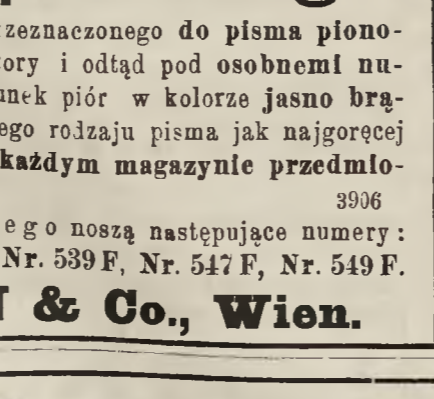 zeznaczonego do pisma piono-
ory i odtąd pod osobnemi nu-
unek piór w kolorze jasno brą-
ego rodzaju pisma jak najgoręcej
każdym magazynie przedmio-
3906
ego noszą następujące numery:
Nr. 539 F, Nr. 547 F, Nr. 549 F.
& Co., Wien.